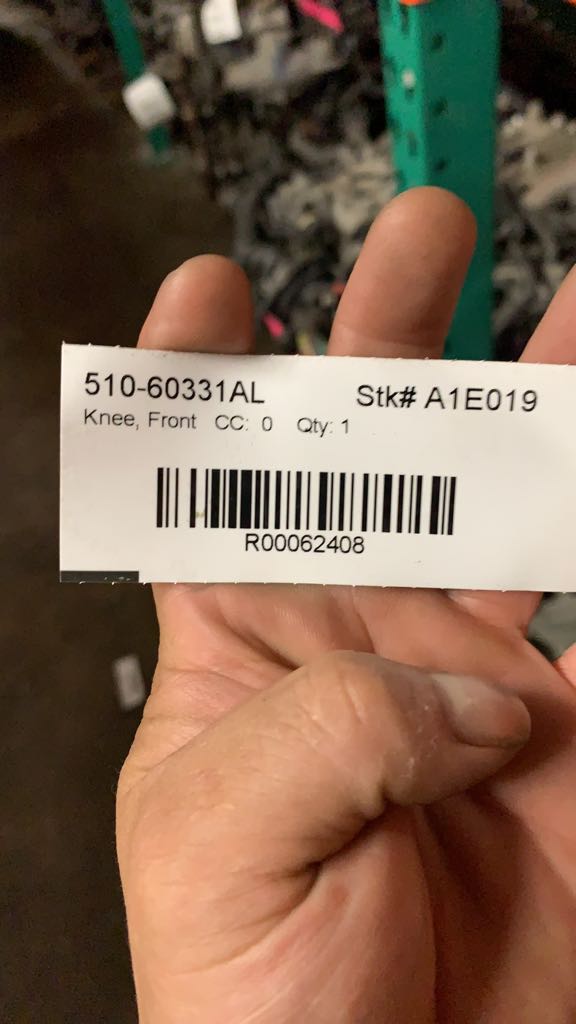 510-60331AL Stk# A1E019
Knee, Front CC: 0 Qty: 1
R00062408